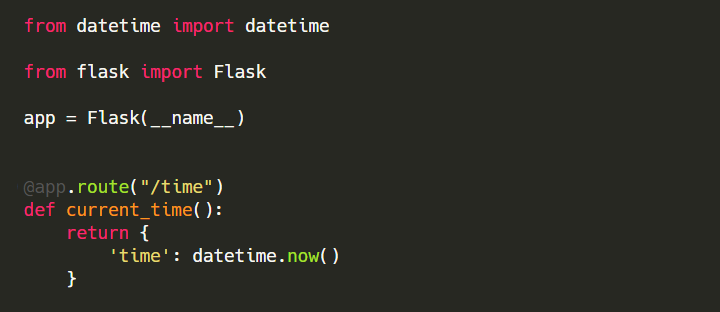 from datetime import datetime
from flask import Flask
app = Flask(__name__)
@app.route("/time")
def current_time():
    return {
        'time': datetime.now()
    }